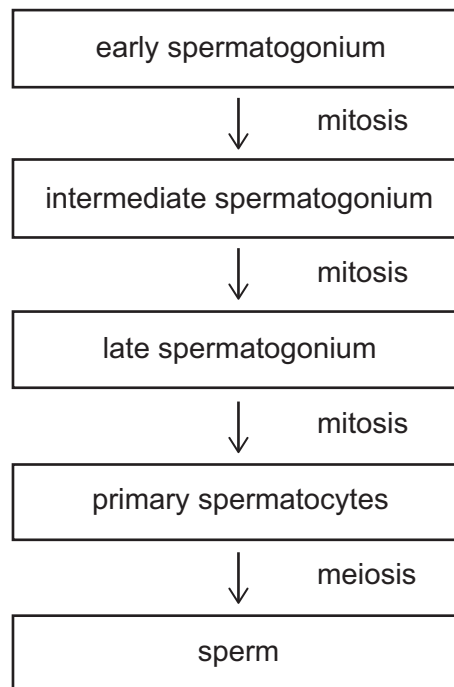 early spermatogonium
mitosis
intermediate spermatogonium
mitosis
late spermatogonium
mitosis
primary spermatocytes
meiosis
sperm